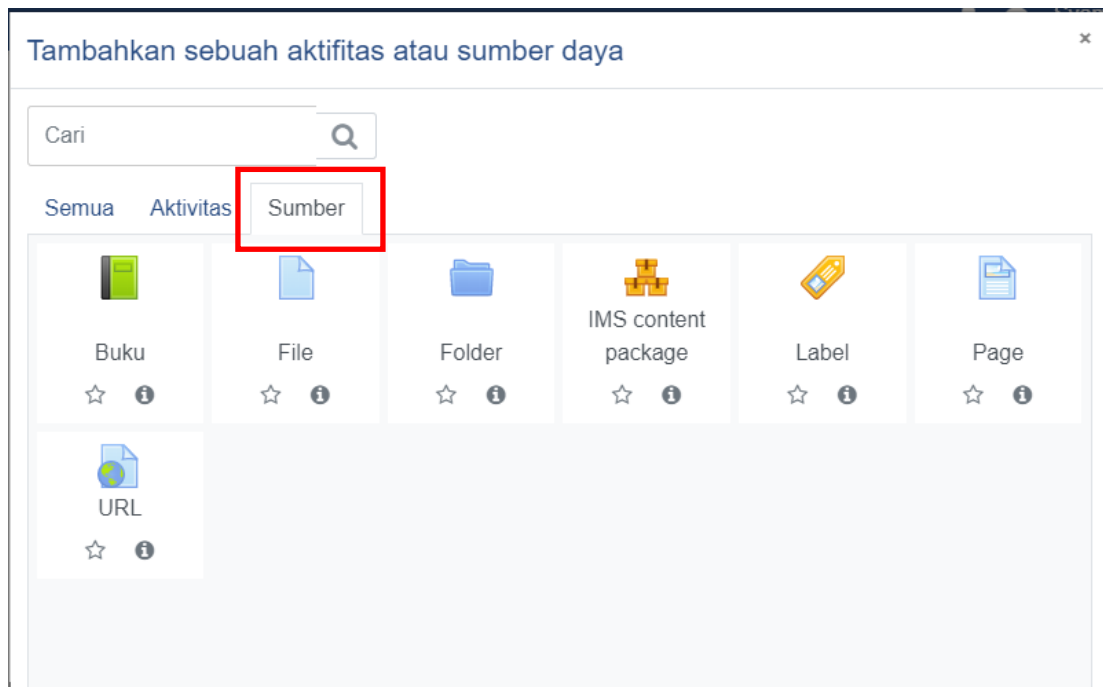 Tambahkan sebuah aktifitas atau sumber daya
×
Cari
Semua Aktivitas Sumber
Buku File Folder IMS content package Label Page
URL